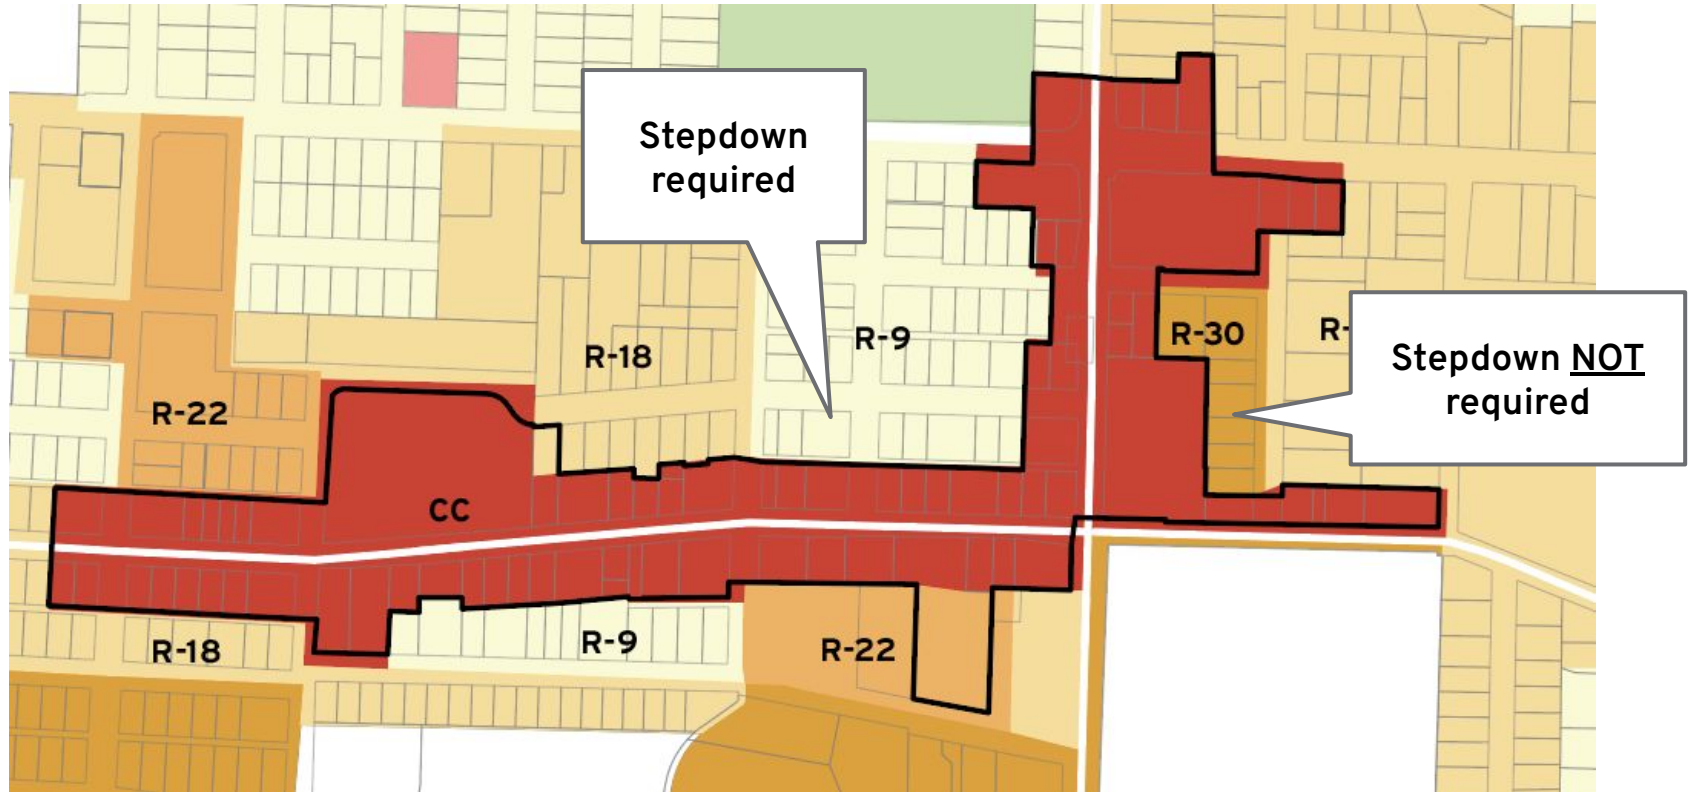 Stepdown
required
R-9
R-18
R-30
R-
Stepdown NOT
required
R-22
CC
R-18
R-9
R-22